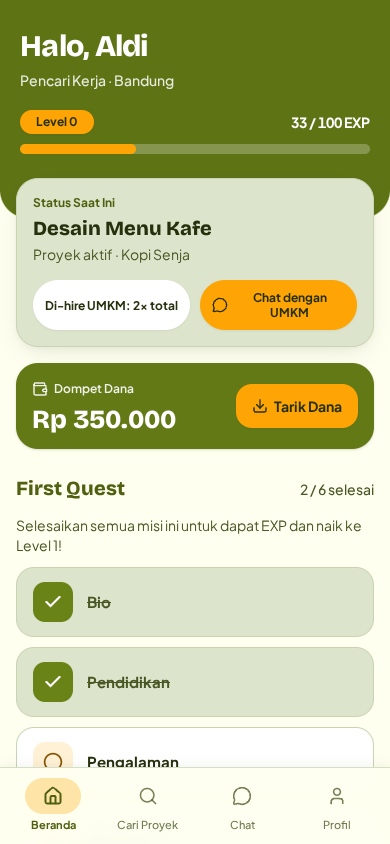 Halo, Aldi
Pencari Kerja · Bandung
Level 0
33 / 100 EXP
Status Saat Ini
Desain Menu Kafe
Proyek aktif · Kopi Senja
Di-hire UMKM: 2× total
Chat dengan
UMKM
Dompet Dana
Rp 350.000
Tarik Dana
First Quest
2 / 6 selesai
Selesaikan semua misi ini untuk dapat EXP dan naik ke
Level 1!
Bio
Pendidikan
Pengalaman
Beranda
Cari Proyek
Chat
Profil